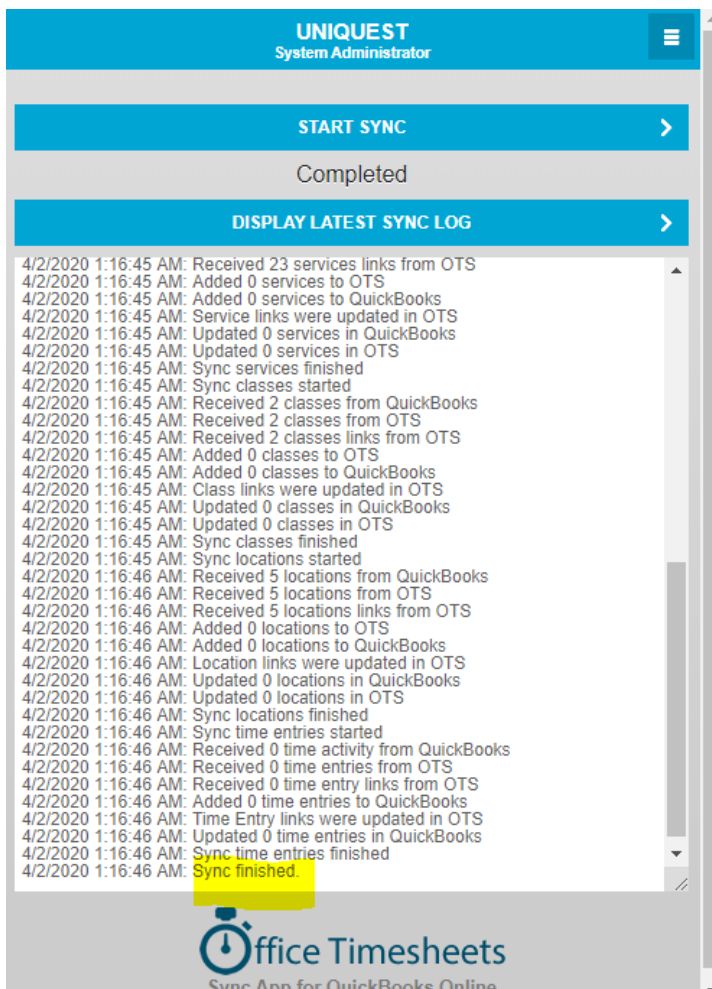 UNIQUEST
System Administrator
START SYNC
Completed
DISPLAY LATEST SYNC LOG
4/2/2020 1:16:45 AM: Received 23 services links from OTS
4/2/2020 1:16:45 AM: Added 0 services to OTS
4/2/2020 1:16:45 AM: Added 0 services to QuickBooks
4/2/2020 1:16:45 AM: Service links were updated in OTS
4/2/2020 1:16:45 AM: Updated 0 services in QuickBooks
4/2/2020 1:16:45 AM: Updated 0 services in OTS
4/2/2020 1:16:45 AM: Sync services finished
4/2/2020 1:16:45 AM: Sync classes started
4/2/2020 1:16:45 AM: Received 2 classes from QuickBooks
4/2/2020 1:16:45 AM: Received 2 classes from OTS
4/2/2020 1:16:45 AM: Received 2 classes links from OTS
4/2/2020 1:16:45 AM: Added 0 classes to OTS
4/2/2020 1:16:45 AM: Added 0 classes to QuickBooks
4/2/2020 1:16:45 AM: Class links were updated in OTS
4/2/2020 1:16:45 AM: Updated 0 classes in QuickBooks
4/2/2020 1:16:45 AM: Updated 0 classes in OTS
4/2/2020 1:16:45 AM: Sync classes finished
4/2/2020 1:16:45 AM: Sync locations started
4/2/2020 1:16:46 AM: Received 5 locations from QuickBooks
4/2/2020 1:16:46 AM: Received 5 locations from OTS
4/2/2020 1:16:46 AM: Received 5 locations links from OTS
4/2/2020 1:16:46 AM: Added 0 locations to OTS
4/2/2020 1:16:46 AM: Added 0 locations to QuickBooks
4/2/2020 1:16:46 AM: Location links were updated in OTS
4/2/2020 1:16:46 AM: Updated 0 locations in QuickBooks
4/2/2020 1:16:46 AM: Updated 0 locations in OTS
4/2/2020 1:16:46 AM: Sync locations finished
4/2/2020 1:16:46 AM: Sync time entries started
4/2/2020 1:16:46 AM: Received 0 time activity from QuickBooks
4/2/2020 1:16:46 AM: Received 0 time entries from OTS
4/2/2020 1:16:46 AM: Received 0 time entry links from OTS
4/2/2020 1:16:46 AM: Added 0 time entries to QuickBooks
4/2/2020 1:16:46 AM: Time Entry links were updated in OTS
4/2/2020 1:16:46 AM: Updated 0 time entries in QuickBooks
4/2/2020 1:16:46 AM: Sync time entries finished
4/2/2020 1:16:46 AM: Sync finished.
Office Timesheets
Sync App for QuickBooks Online